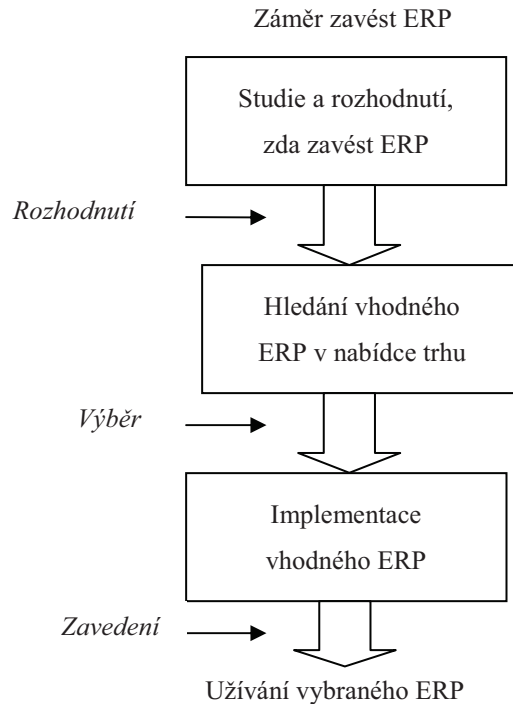 Záměr zavést ERP
Studie a rozhodnutí,
zda zavést ERP
Rozhodnutí
Hledání vhodného
ERP v nabídce trhu
Výběr
Implementace
vhodného ERP
Zavedení
Užívání vybraného ERP